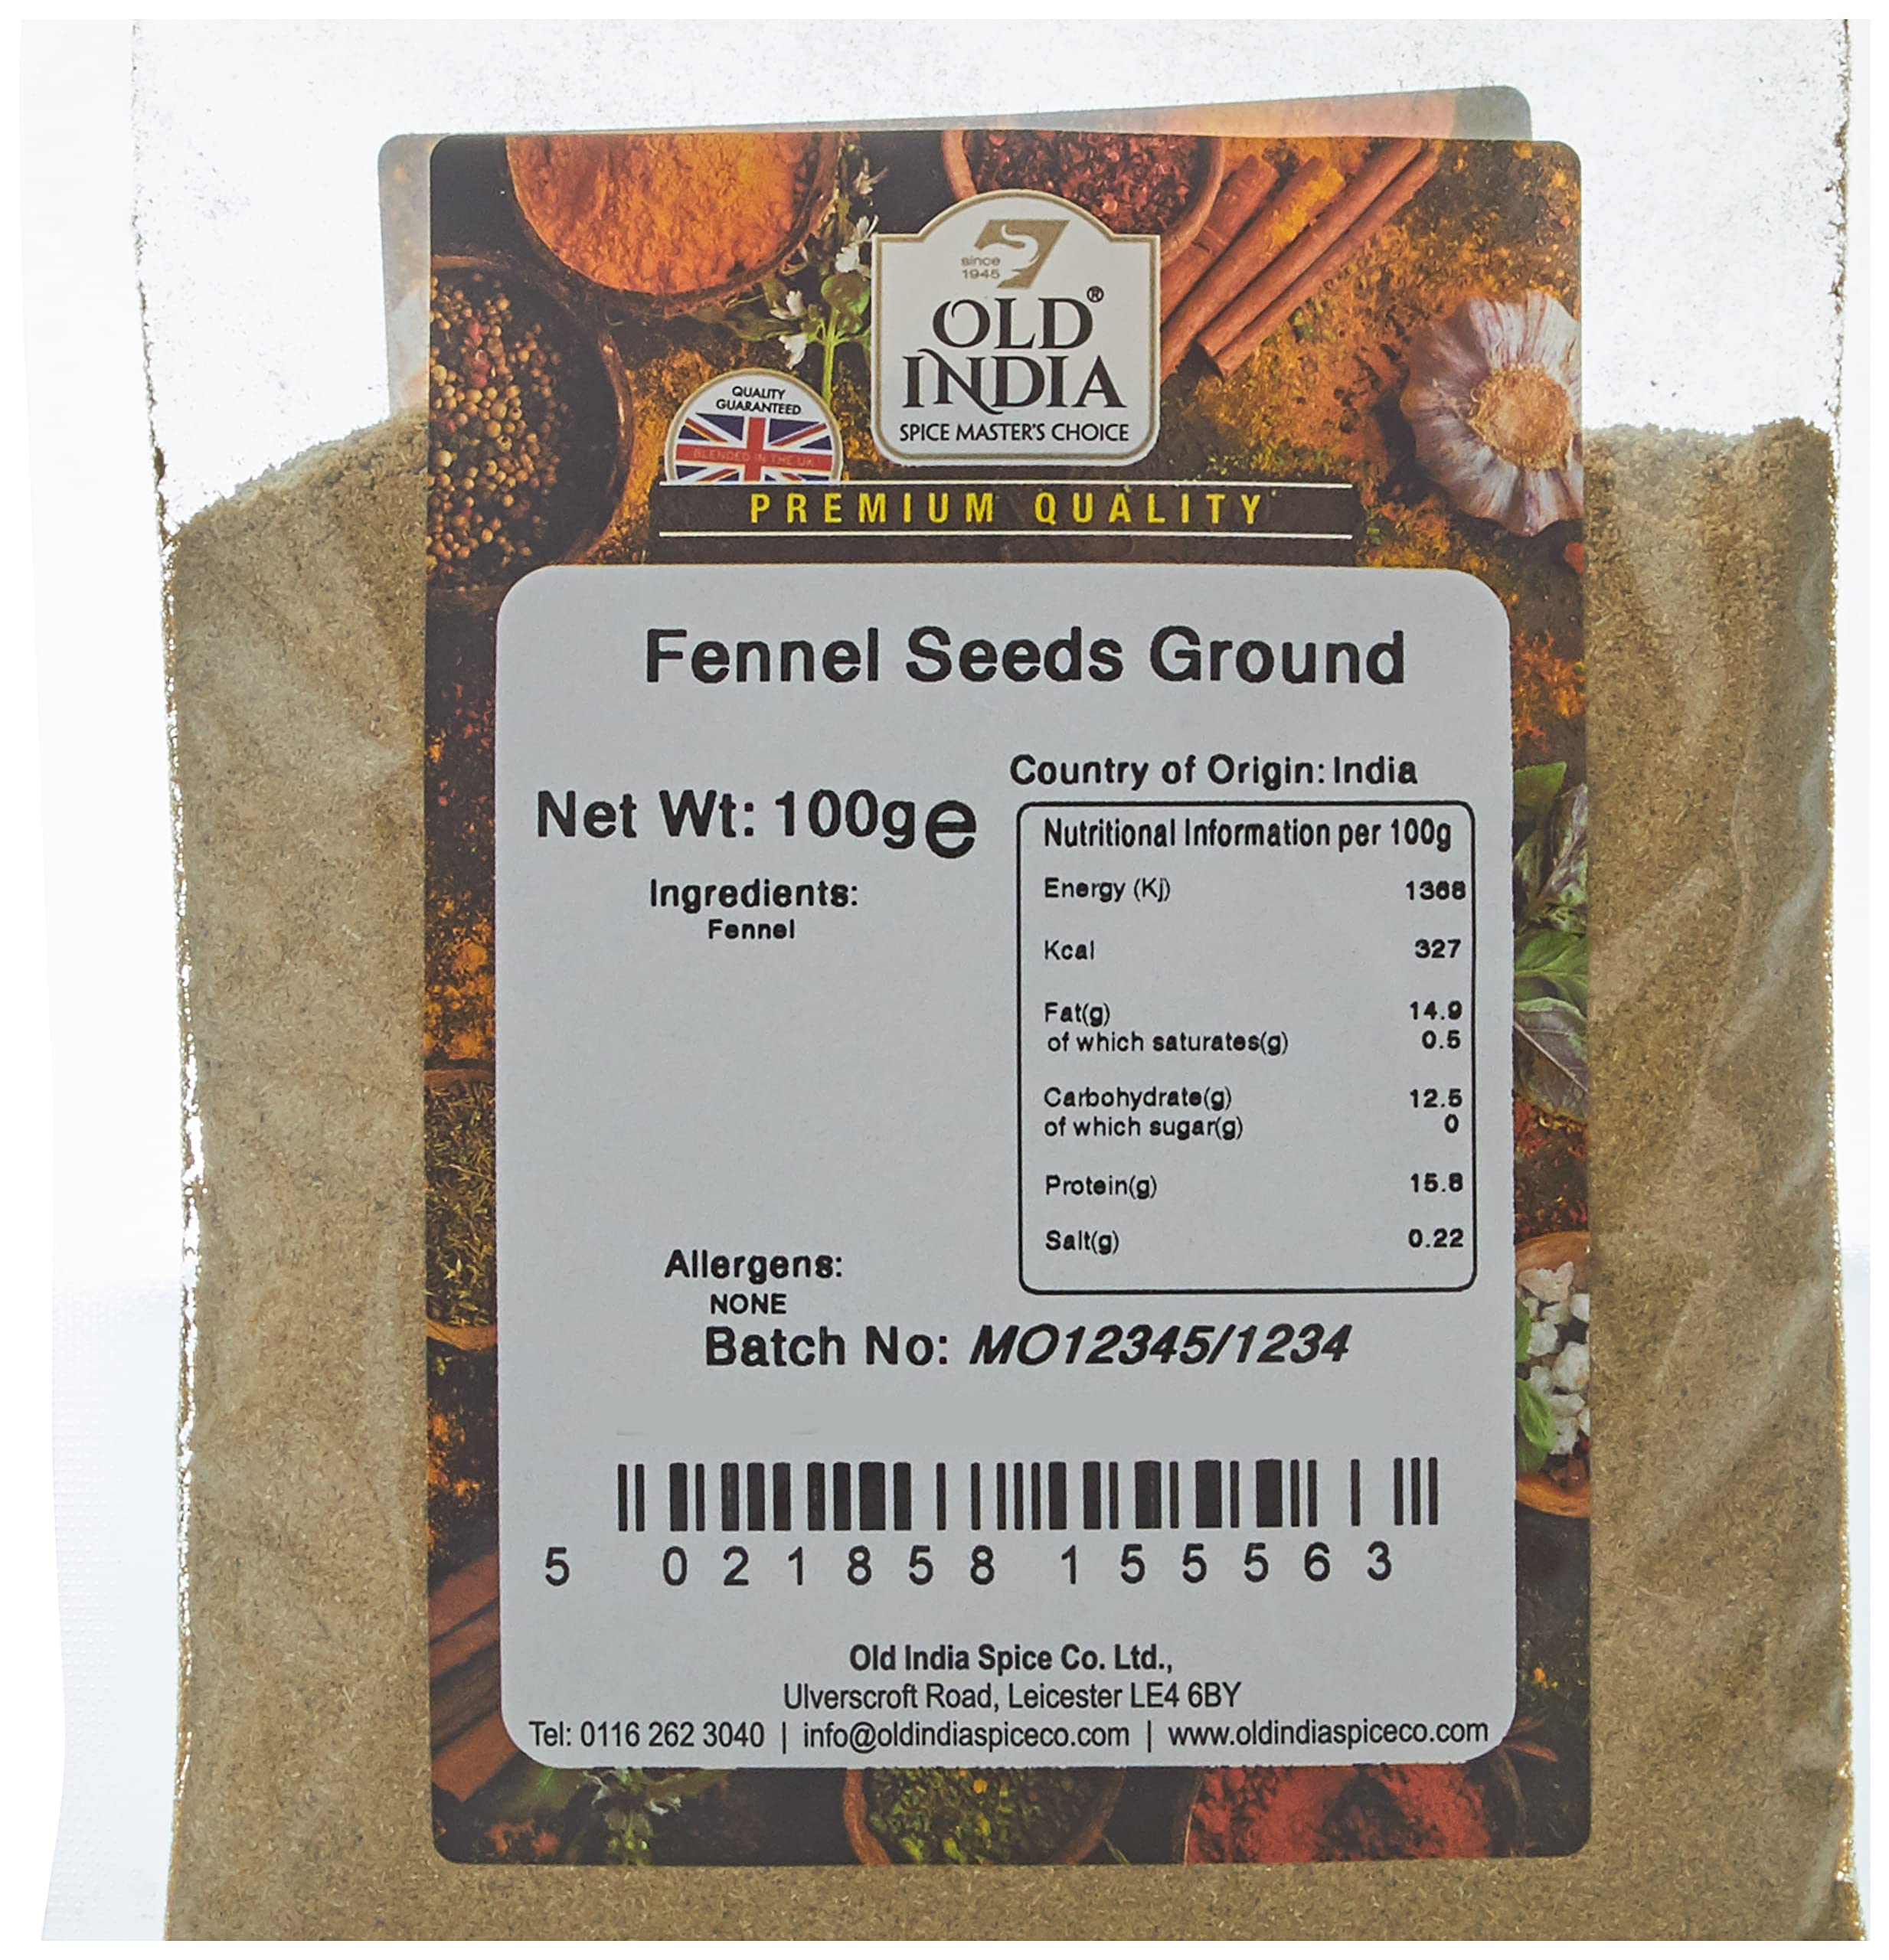 since
1945
OLD®
INDIA
SPICE MASTER'S CHOICE
QUALITY
GUARANTEED
BLENDED IN THE UK
PREMIUM QUALITY
Fennel Seeds Ground
Country of Origin: India
Net Wt: 100g e
Ingredients:
Fennel
Nutritional Information per 100g
Energy (Kj) 1368
Kcal 327
Fat(g) 14.9
of which saturates(g) 0.5
Carbohydrate(g) 12.5
of which sugar(g) 0
Protein(g) 15.8
Salt(g) 0.22
Allergens:
NONE
Batch No: MO12345/1234
5 021858 155563
Old India Spice Co. Ltd.,
Ulverscroft Road, Leicester LE4 6BY
Tel: 0116 262 3040 | info@oldindiaspiceco.com | www.oldindiaspiceco.com